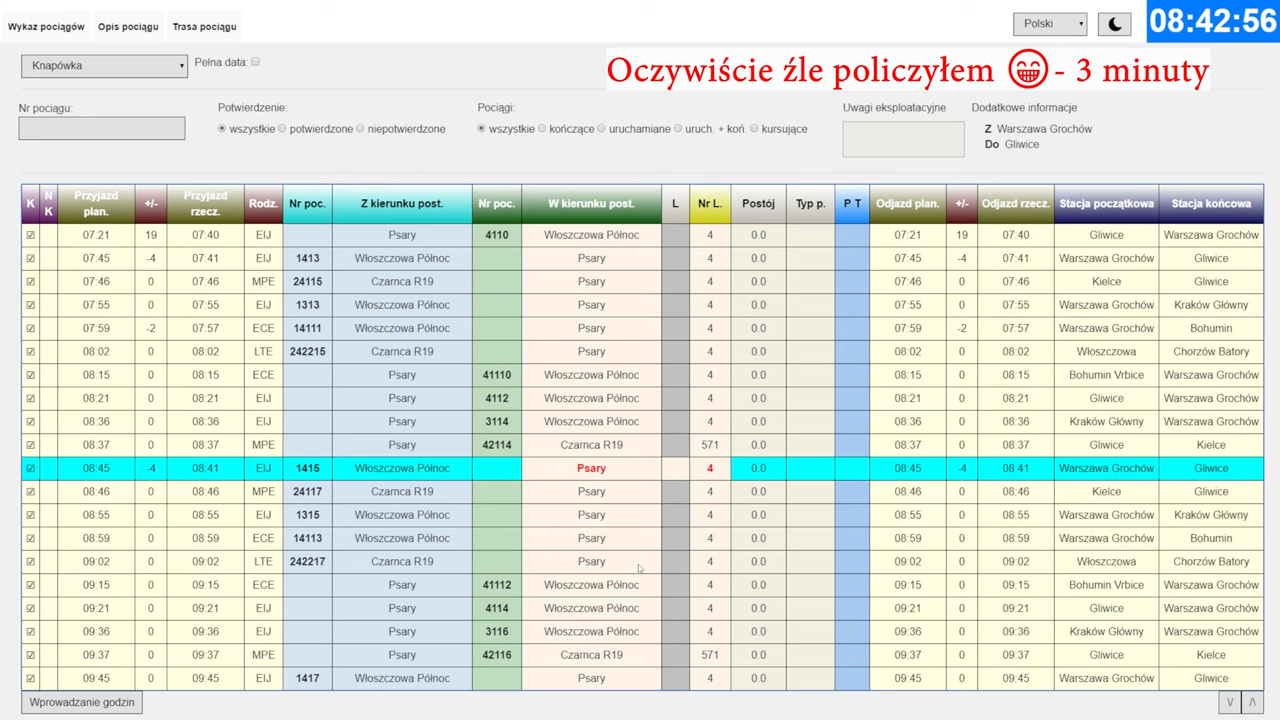 Wykaz pociągów Opis pociągu Trasa pociągu Polski 08:42:56
Knapówka Pełna data:
Oczywiście źle policzyłem 😁 - 3 minuty
Nr pociągu: Potwierdzenie: Pociągi: Uwagi eksploatacyjne Dodatkowe informacje
wszystkie potwierdzone niepotwierdzone wszystkie kończące uruchamiane uruch. + koń. kursujące Z Warszawa Grochów
Do Gliwice
K N K Przyjazd plan. +/- Przyjazd rzecz. Rodz. Nr poc. Z kierunku post. Nr poc. W kierunku post. L Nr L. Postój Typ p. P T Odjazd plan. +/- Odjazd rzecz. Stacja początkowa Stacja końcowa
07:21 19 07:40 EIJ Psary 4110 Włoszczowa Północ 4 0.0 07:21 19 07:40 Gliwice Warszawa Grochów
07:45 -4 07:41 EIJ 1413 Włoszczowa Północ Psary 4 0.0 07:45 -4 07:41 Warszawa Grochów Gliwice
07:46 0 07:46 MPE 24115 Czarnca R19 Psary 4 0.0 07:46 0 07:46 Kielce Gliwice
07:55 0 07:55 EIJ 1313 Włoszczowa Północ Psary 4 0.0 07:55 0 07:55 Warszawa Grochów Kraków Główny
07:59 -2 07:57 ECE 14111 Włoszczowa Północ Psary 4 0.0 07:59 -2 07:57 Warszawa Grochów Bohumin
08:02 0 08:02 LTE 242215 Czarnca R19 Psary 4 0.0 08:02 0 08:02 Włoszczowa Chorzów Batory
08:15 0 08:15 ECE Psary 41110 Włoszczowa Północ 4 0.0 08:15 0 08:15 Bohumin Vrbice Warszawa Grochów
08:21 0 08:21 EIJ Psary 4112 Włoszczowa Północ 4 0.0 08:21 0 08:21 Gliwice Warszawa Grochów
08:36 0 08:36 EIJ Psary 3114 Włoszczowa Północ 4 0.0 08:36 0 08:36 Kraków Główny Warszawa Grochów
08:37 0 08:37 MPE Psary 42114 Czarnca R19 571 0.0 08:37 0 08:37 Gliwice Kielce
08:45 -4 08:41 EIJ 1415 Włoszczowa Północ Psary 4 0.0 08:45 -4 08:41 Warszawa Grochów Gliwice
08:46 0 08:46 MPE 24117 Czarnca R19 Psary 4 0.0 08:46 0 08:46 Kielce Gliwice
08:55 0 08:55 EIJ 1315 Włoszczowa Północ Psary 4 0.0 08:55 0 08:55 Warszawa Grochów Kraków Główny
08:59 0 08:59 ECE 14113 Włoszczowa Północ Psary 4 0.0 08:59 0 08:59 Warszawa Grochów Bohumin
09:02 0 09:02 LTE 242217 Czarnca R19 Psary 4 0.0 09:02 0 09:02 Włoszczowa Chorzów Batory
09:15 0 09:15 ECE Psary 41112 Włoszczowa Północ 4 0.0 09:15 0 09:15 Bohumin Vrbice Warszawa Grochów
09:21 0 09:21 EIJ Psary 4114 Włoszczowa Północ 4 0.0 09:21 0 09:21 Gliwice Warszawa Grochów
09:36 0 09:36 EIJ Psary 3116 Włoszczowa Północ 4 0.0 09:36 0 09:36 Kraków Główny Warszawa Grochów
09:37 0 09:37 MPE Psary 42116 Czarnca R19 571 0.0 09:37 0 09:37 Gliwice Kielce
09:45 0 09:45 EIJ 1417 Włoszczowa Północ Psary 4 0.0 09:45 0 09:45 Warszawa Grochów Gliwice
Wprowadzanie godzin